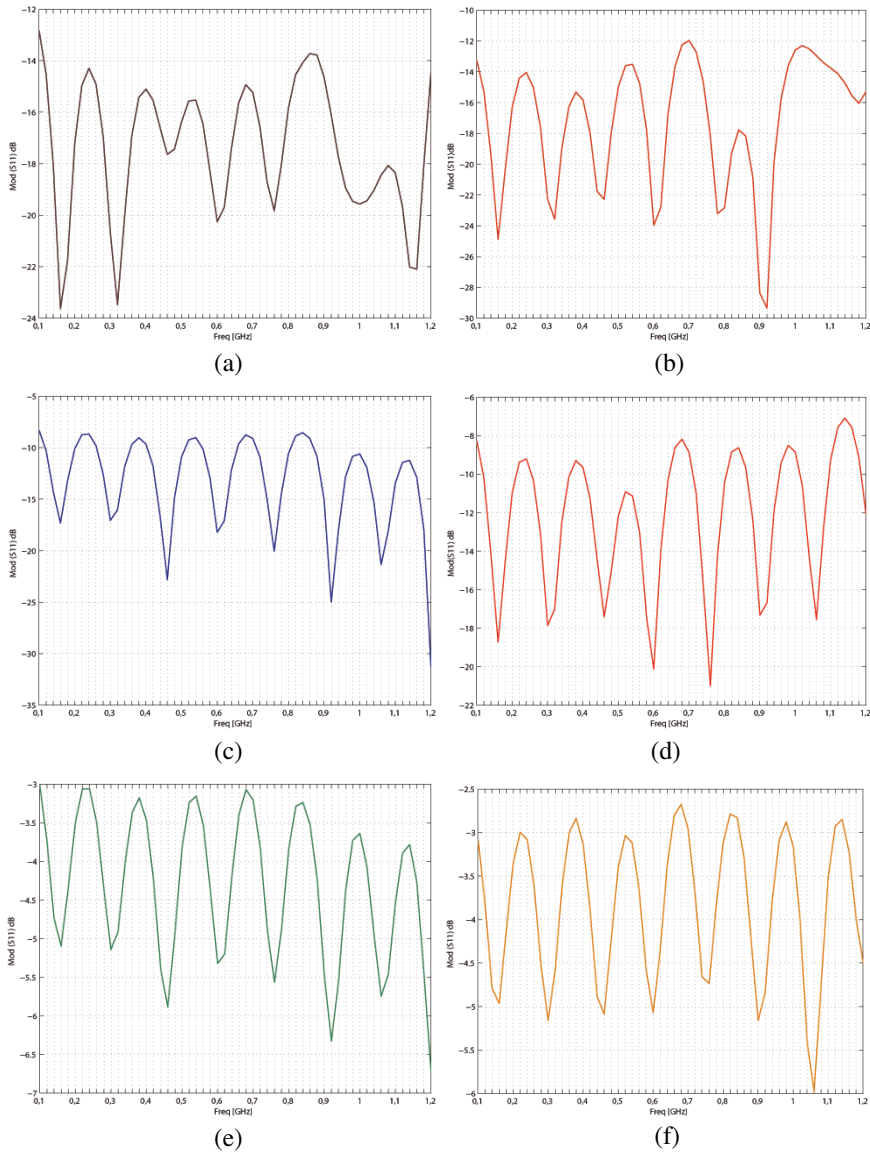 −12
−14
−16
−18
−20
−22
−24
Mod (S11) dB
0,1 0,2 0,3 0,4 0,5 0,6 0,7 0,8 0,9 1 1,1 1,2
Freq [GHz]
(a)
−10
−12
−14
−16
−18
−20
−22
−24
−26
−28
−30
Mod (S11)dB
0,1 0,2 0,3 0,4 0,5 0,6 0,7 0,8 0,9 1 1,1 1,2
Freq [GHz]
(b)
−5
−10
−15
−20
−25
−30
−35
Mod (S11) dB
0,1 0,2 0,3 0,4 0,5 0,6 0,7 0,8 0,9 1 1,1 1,2
Freq [GHz]
(c)
−6
−8
−10
−12
−14
−16
−18
−20
−22
Mod(S11) dB
0,1 0,2 0,3 0,4 0,5 0,6 0,7 0,8 0,9 1 1,1 1,2
Freq [GHz]
(d)
−3
−3.5
−4
−4.5
−5
−5.5
−6
−6.5
−7
Mod (S11) dB
0,1 0,2 0,3 0,4 0,5 0,6 0,7 0,8 0,9 1 1,1 1,2
Freq [GHz]
(e)
−2.5
−3
−3.5
−4
−4.5
−5
−5.5
−6
Mod (S11) dB
0,1 0,2 0,3 0,4 0,5 0,6 0,7 0,8 0,9 1 1,1 1,2
Freq [GHz]
(f)